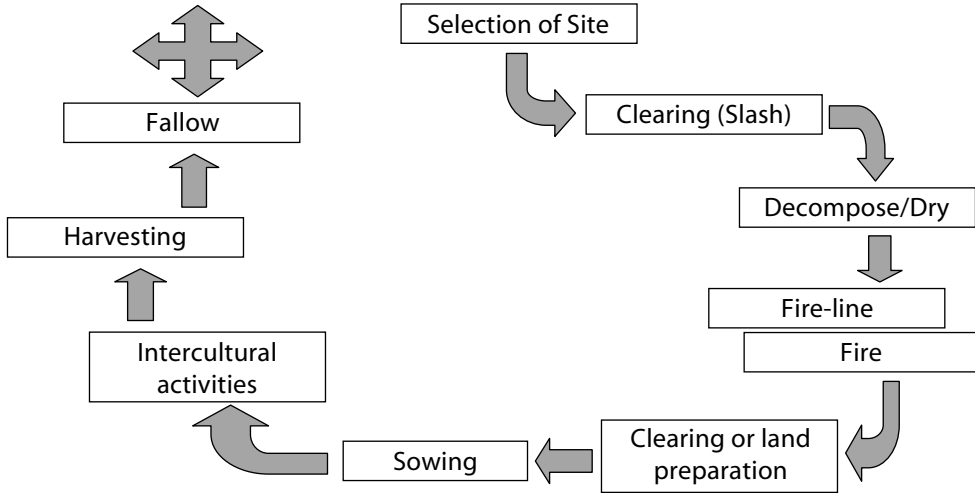 Selection of Site
Clearing (Slash)
Decompose/Dry
Fire-line
Fire
Clearing or land
preparation
Sowing
Intercultural
activities
Harvesting
Fallow